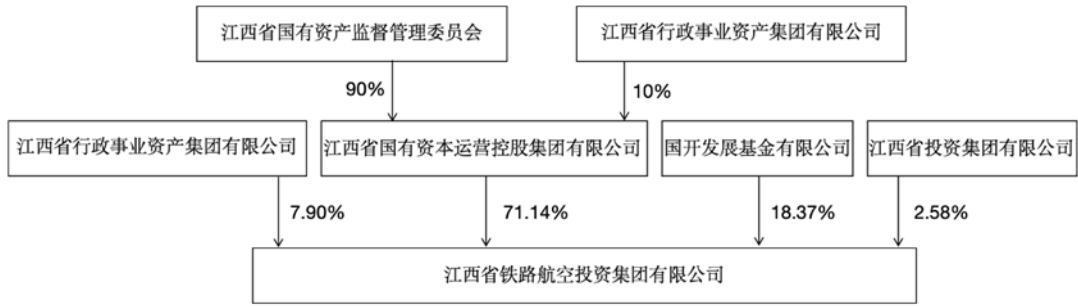 江西省国有资产监督管理委员会
江西省行政事业资产集团有限公司
90%
10%
江西省行政事业资产集团有限公司
江西省国有资本运营控股集团有限公司
国开发展基金有限公司
江西省投资集团有限公司
7.90%
71.14%
18.37%
2.58%
江西省铁路航空投资集团有限公司